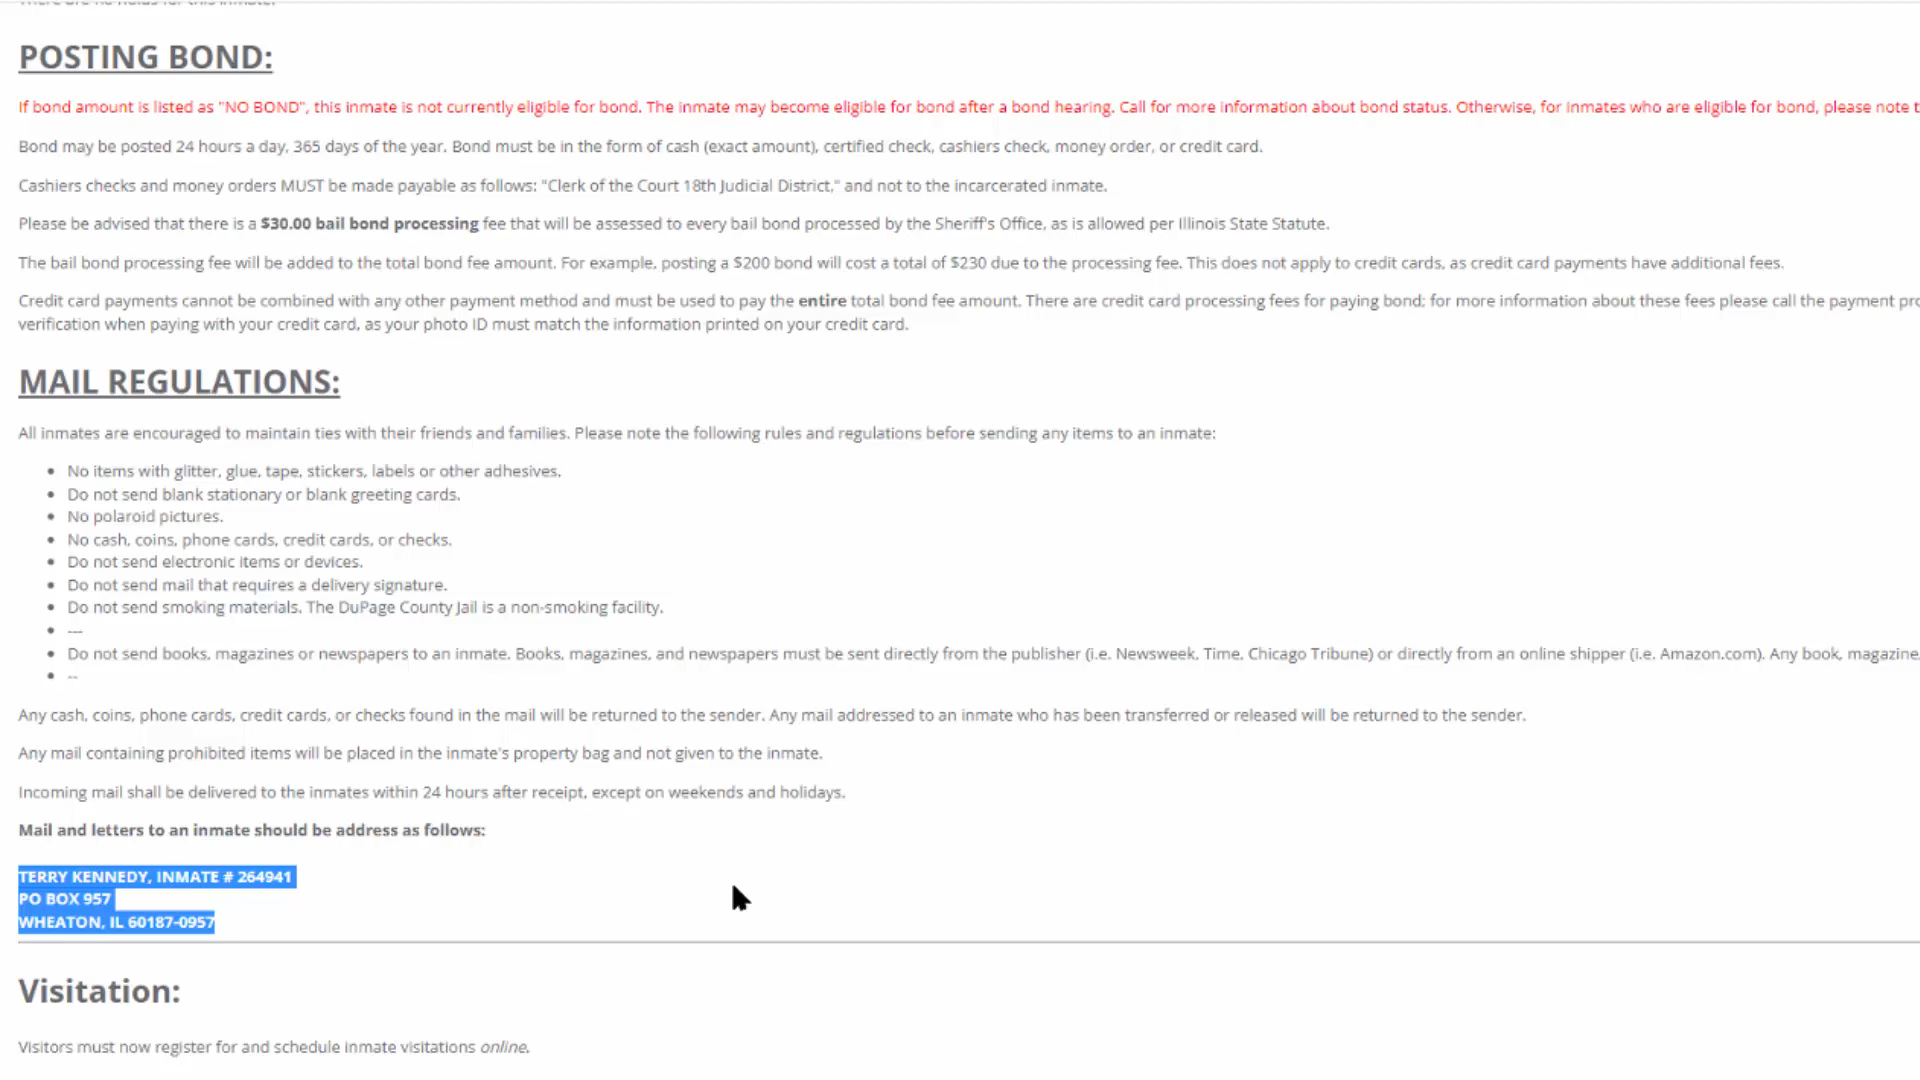 POSTING BOND:
If bond amount is listed as "NO BOND", this inmate is not currently eligible for bond. The inmate may become eligible for bond after a bond hearing. Call for more information about bond status. Otherwise, for inmates who are eligible for bond, please note
Bond may be posted 24 hours a day, 365 days of the year. Bond must be in the form of cash (exact amount), certified check, cashiers check, money order, or credit card.
Cashiers checks and money orders MUST be made payable as follows: "Clerk of the Court 18th Judicial District," and not to the incarcerated inmate.
Please be advised that there is a $30.00 bail bond processing fee that will be assessed to every bail bond processed by the Sheriff's Office, as is allowed per Illinois State Statute.
The bail bond processing fee will be added to the total bond fee amount. For example, posting a $200 bond will cost a total of $230 due to the processing fee. This does not apply to credit cards, as credit card payments have additional fees.
Credit card payments cannot be combined with any other payment method and must be used to pay the entire total bond fee amount. There are credit card processing fees for paying bond; for more information about these fees please call the payment
verification when paying with your credit card, as your photo ID must match the information printed on your credit card.
MAIL REGULATIONS:
All inmates are encouraged to maintain ties with their friends and families. Please note the following rules and regulations before sending any items to an inmate:
• No items with glitter, glue, tape, stickers, labels or other adhesives.
• Do not send blank stationary or blank greeting cards.
• No polaroid pictures.
• No cash, coins, phone cards, credit cards, or checks.
• Do not send electronic items or devices.
• Do not send mail that requires a delivery signature.
• Do not send smoking materials. The DuPage County Jail is a non-smoking facility.
• ---
• Do not send books, magazines or newspapers to an inmate. Books, magazines, and newspapers must be sent directly from the publisher (i.e. Newsweek, Time, Chicago Tribune) or directly from an online shipper (i.e. Amazon.com). Any book, magazine,
• --
Any cash, coins, phone cards, credit cards, or checks found in the mail will be returned to the sender. Any mail addressed to an inmate who has been transferred or released will be returned to the sender.
Any mail containing prohibited items will be placed in the inmate's property bag and not given to the inmate.
Incoming mail shall be delivered to the inmates within 24 hours after receipt, except on weekends and holidays.
Mail and letters to an inmate should be address as follows:
TERRY KENNEDY, INMATE # 264941
PO BOX 957
WHEATON, IL 60187-0957
Visitation:
Visitors must now register for and schedule inmate visitations online.